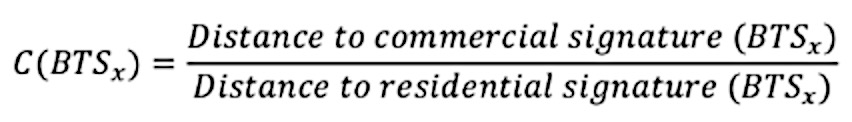 C(BTSₓ) = Distance to commercial signature (BTSₓ) / Distance to residential signature (BTSₓ)